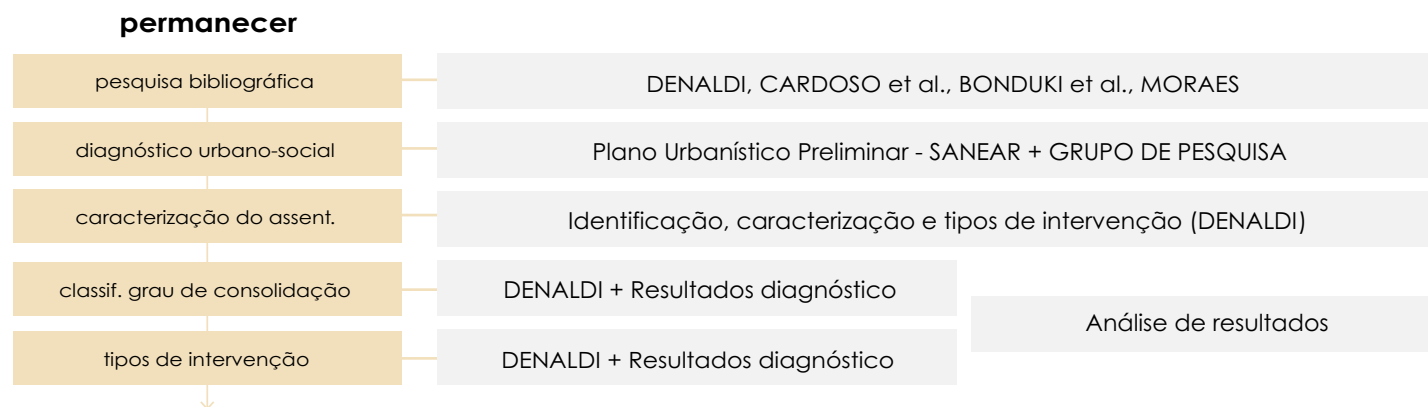 permanecer
pesquisa bibliográfica
DENALDI, CARDOSO et al., BONDUKI et al., MORAES
diagnóstico urbano-social
Plano Urbanístico Preliminar - SANEAR + GRUPO DE PESQUISA
caracterização do assent.
Identificação, caracterização e tipos de intervenção (DENALDI)
classif. grau de consolidação
DENALDI + Resultados diagnóstico
tipos de intervenção
DENALDI + Resultados diagnóstico
Análise de resultados